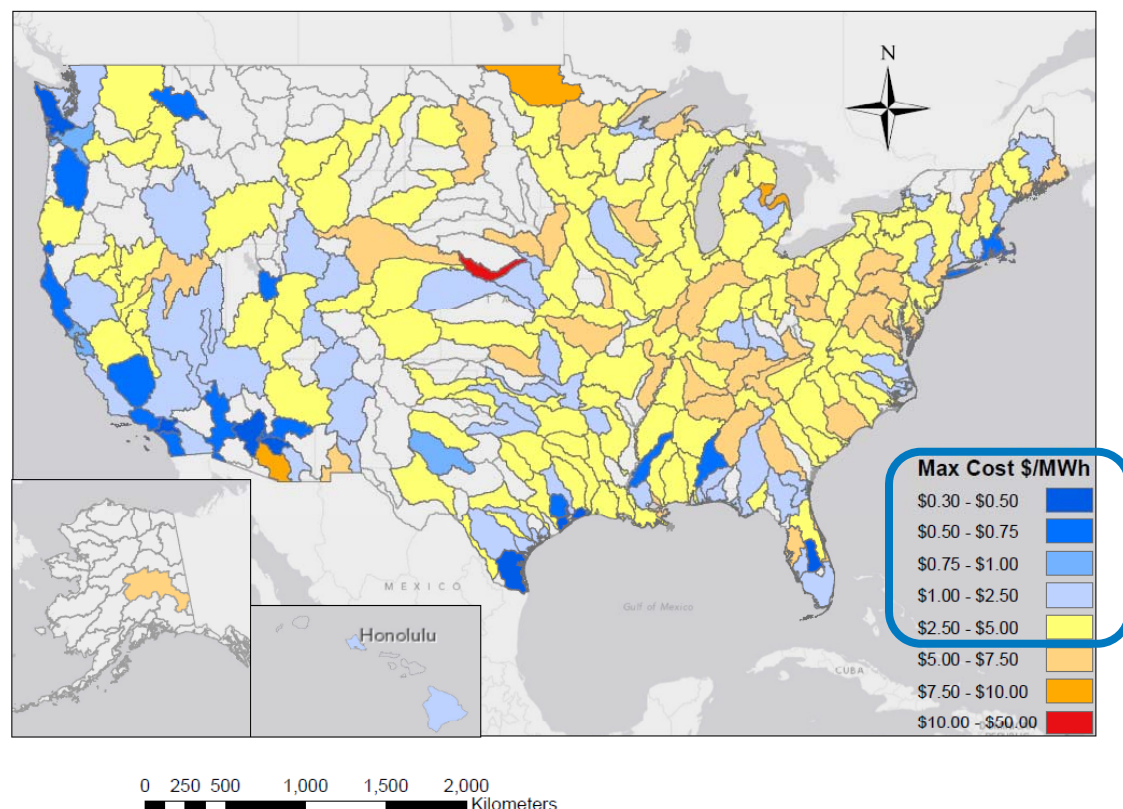 N
Max Cost $/MWh
$0.30 - $0.50
$0.50 - $0.75
$0.75 - $1.00
$1.00 - $2.50
$2.50 - $5.00
$5.00 - $7.50
$7.50 - $10.00
$10.00 - $50.00
MEXICO
Gulf of Mexico
CUBA
Honolulu
0 250 500 1,000 1,500 2,000
Kilometers